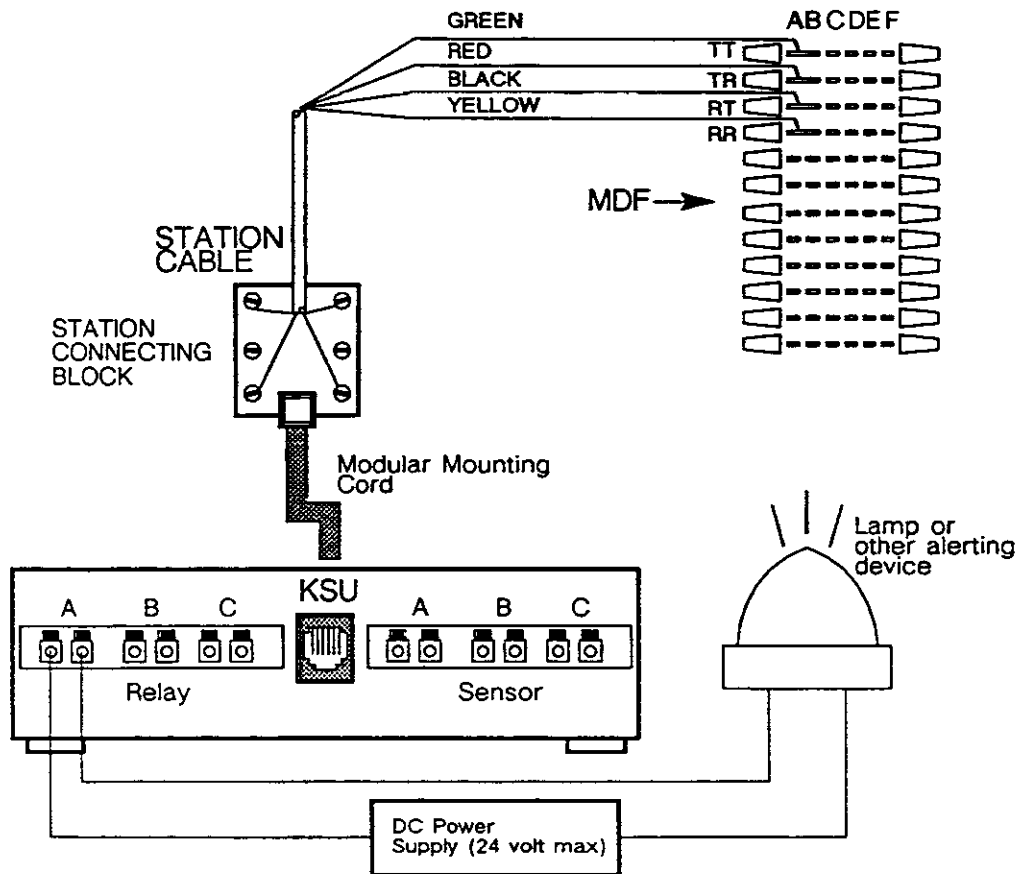 GREEN
AB C DE F
RED
TT
BLACK
TR
YELLOW
RT
RR
MDF
STATION
CABLE
STATION
CONNECTING
BLOCK
Modular Mounting
Cord
Lamp or
other alerting
device
KSU
A B C
A B C
Relay
Sensor
DC Power
Supply (24 volt max)